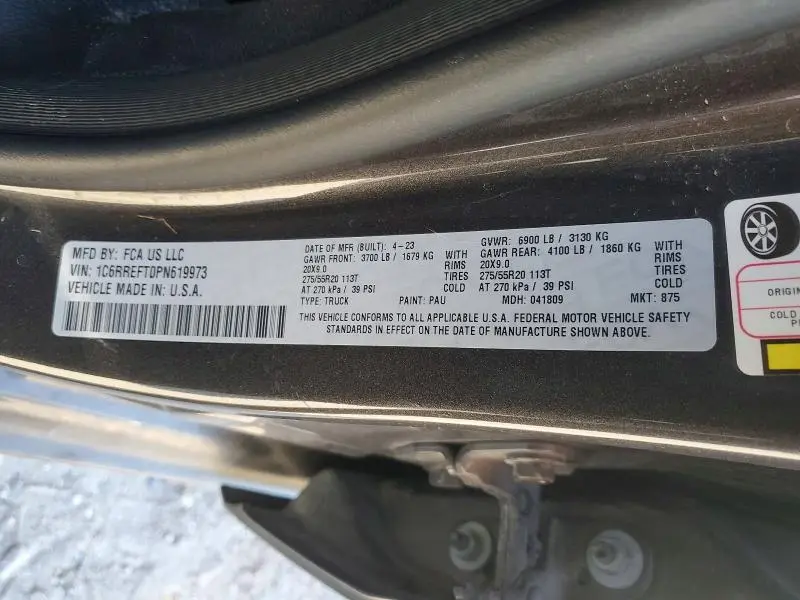 MFD BY: FCA US LLC
VIN: 1C6RREFT0PN619973
VEHICLE MADE IN: U.S.A.
DATE OF MFR (BUILT): 4-23
GAWR FRONT: 3700 LB / 1679 KG WITH
20X9.0 RIMS
275/55R20 113T TIRES
AT 270 kPa / 39 PSI COLD
GVWR: 6900 LB / 3130 KG
GAWR REAR: 4100 LB / 1860 KG WITH
20X9.0 RIMS
275/55R20 113T TIRES
AT 270 kPa / 39 PSI COLD
TYPE: TRUCK PAINT: PAU MDH: 041809 MKT: 875
THIS VEHICLE CONFORMS TO ALL APPLICABLE U.S.A. FEDERAL MOTOR VEHICLE SAFETY
STANDARDS IN EFFECT ON THE DATE OF MANUFACTURE SHOWN ABOVE.
COLD